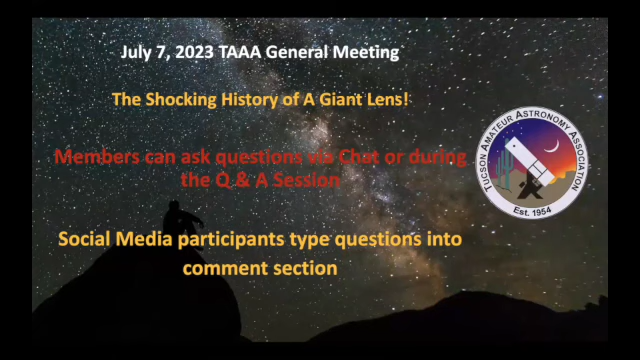 July 7, 2023 TAAA General Meeting
The Shocking History of A Giant Lens!
Members can ask questions via Chat or during
the Q & A Session
Social Media participants type questions into
comment section
TUCSON AMATEUR ASTRONOMY ASSOCIATION
Est. 1954